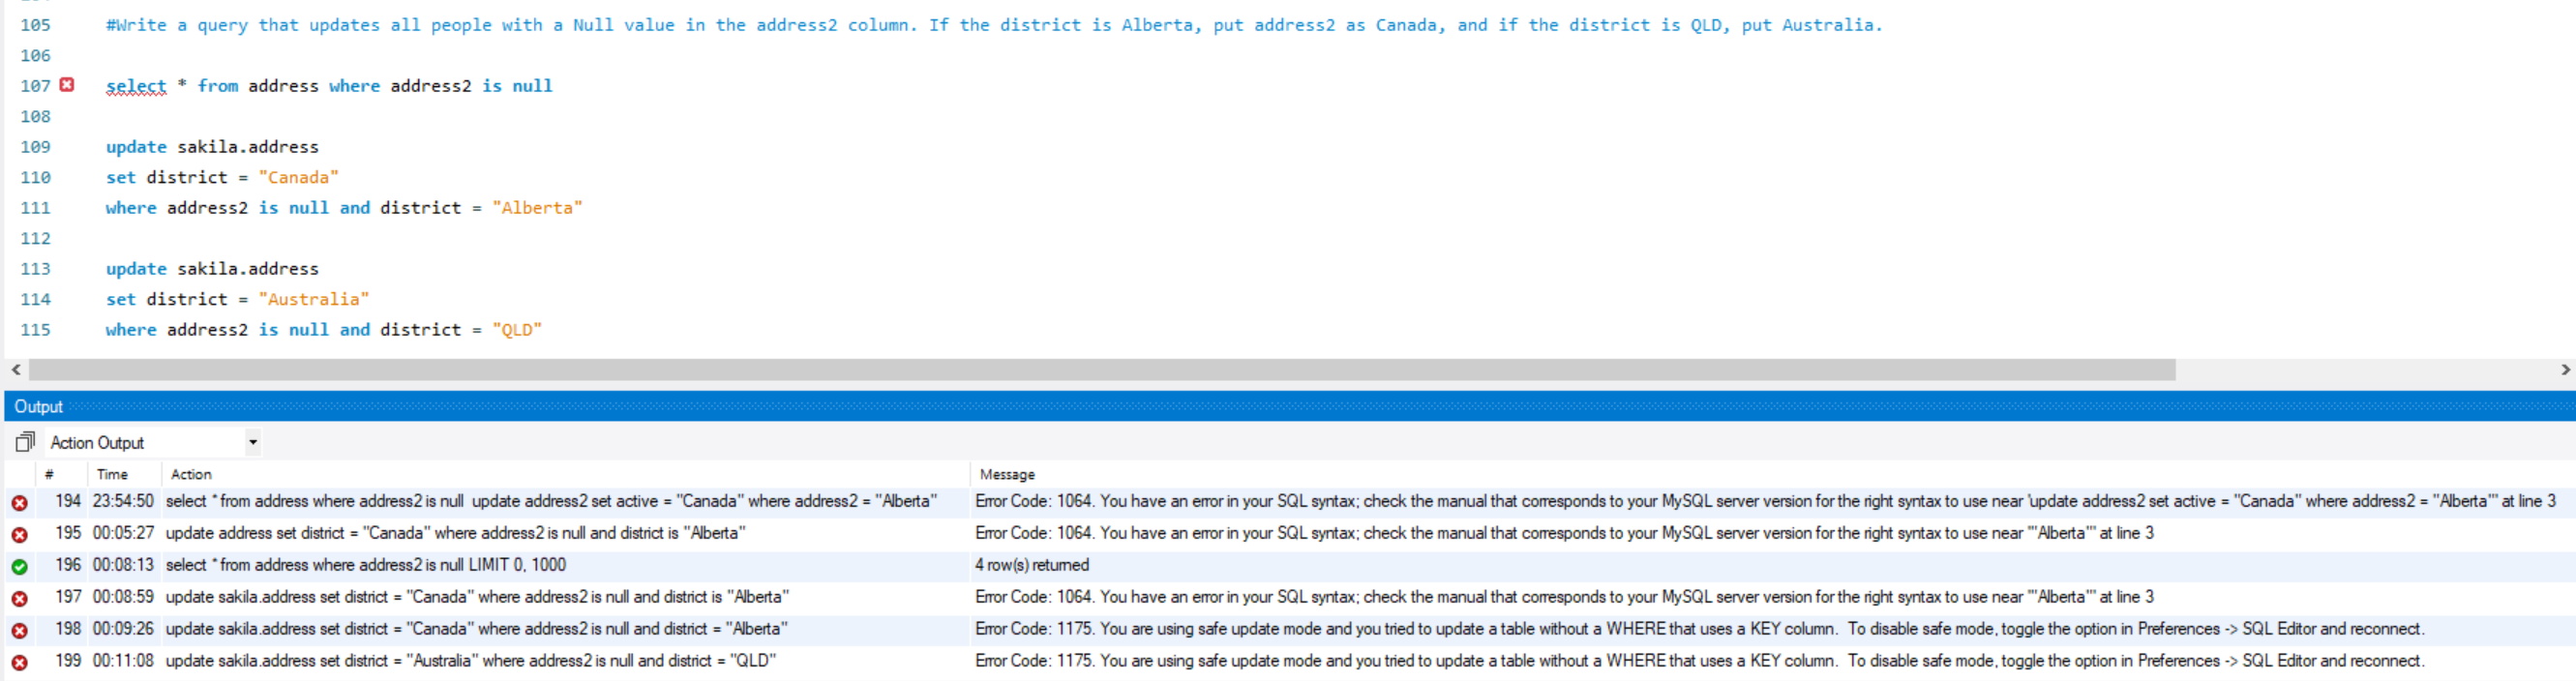 105 #Write a query that updates all people with a Null value in the address2 column. If the district is Alberta, put address2 as Canada, and if the district is QLD, put Australia.
106
107 select * from address where address2 is null
108
109 update sakila.address
110 set district = "Canada"
111 where address2 is null and district = "Alberta"
112
113 update sakila.address
114 set district = "Australia"
115 where address2 is null and district = "QLD"
Output
Action Output
# Time Action Message
194 23:54:50 select * from address where address2 is null update address2 set active = "Canada" where address2 = "Alberta" Error Code: 1064. You have an error in your SQL syntax; check the manual that corresponds to your MySQL server version for the right syntax to use near 'update address2 set active = "Canada" where address2 = "Alberta"' at line 3
195 00:05:27 update address set district = "Canada" where address2 is null and district is "Alberta" Error Code: 1064. You have an error in your SQL syntax; check the manual that corresponds to your MySQL server version for the right syntax to use near '"Alberta"' at line 3
196 00:08:13 select * from address where address2 is null LIMIT 0, 1000 4 row(s) returned
197 00:08:59 update sakila.address set district = "Canada" where address2 is null and district is "Alberta" Error Code: 1064. You have an error in your SQL syntax; check the manual that corresponds to your MySQL server version for the right syntax to use near '"Alberta"' at line 3
198 00:09:26 update sakila.address set district = "Canada" where address2 is null and district = "Alberta" Error Code: 1175. You are using safe update mode and you tried to update a table without a WHERE that uses a KEY column.  To disable safe mode, toggle the option in Preferences -> SQL Editor and reconnect.
199 00:11:08 update sakila.address set district = "Australia" where address2 is null and district = "QLD" Error Code: 1175. You are using safe update mode and you tried to update a table without a WHERE that uses a KEY column.  To disable safe mode, toggle the option in Preferences -> SQL Editor and reconnect.